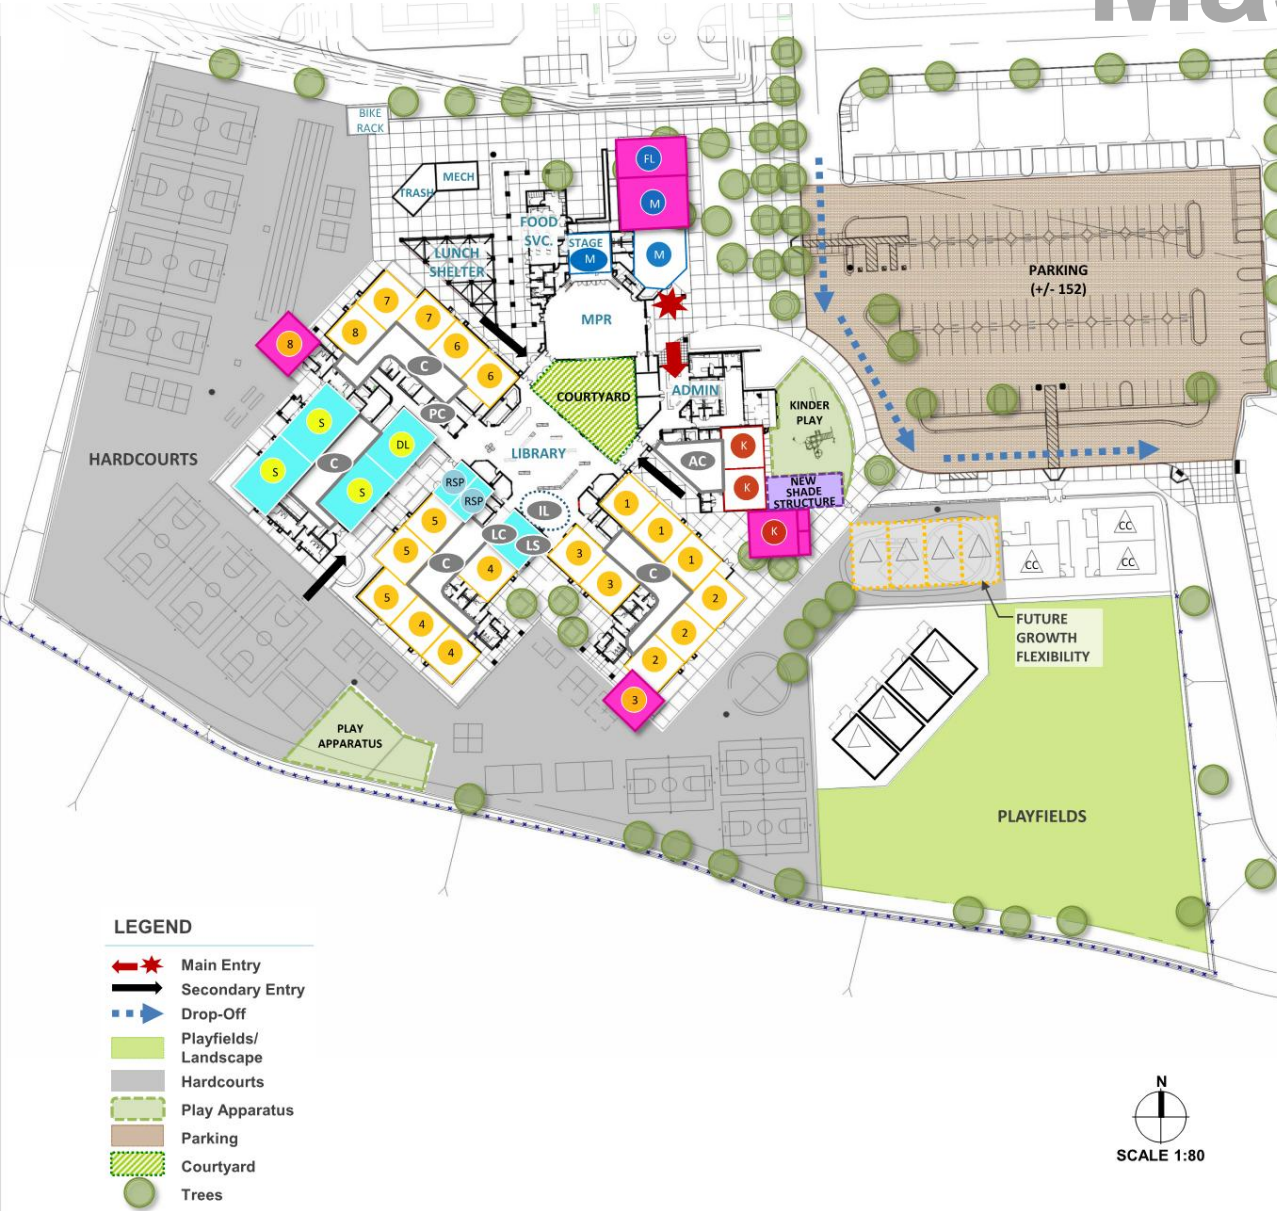 BIKE
RACK
MECH
TRASH
FL
M
FOOD
SVC.
STAGE
M
M
LUNCH
SHELTER
MPR
PARKING
(+/- 152)
7
8
7
6
6
8
C
PC
COURTYARD
ADMIN
KINDER
PLAY
HARDCOURTS
S
S
C
DL
S
LIBRARY
RSP
RSP
AC
K
K
NEW
SHADE
STRUCTURE
K
IL
LC
LS
5
5
5
4
4
4
C
1
1
1
2
2
2
3
3
C
3
CC
CC
CC
FUTURE
GROWTH
FLEXIBILITY
PLAY
APPARATUS
PLAYFIELDS
LEGEND
Main Entry
Secondary Entry
Drop-Off
Playfields/
Landscape
Hardcourts
Play Apparatus
Parking
Courtyard
Trees
N
SCALE 1:80